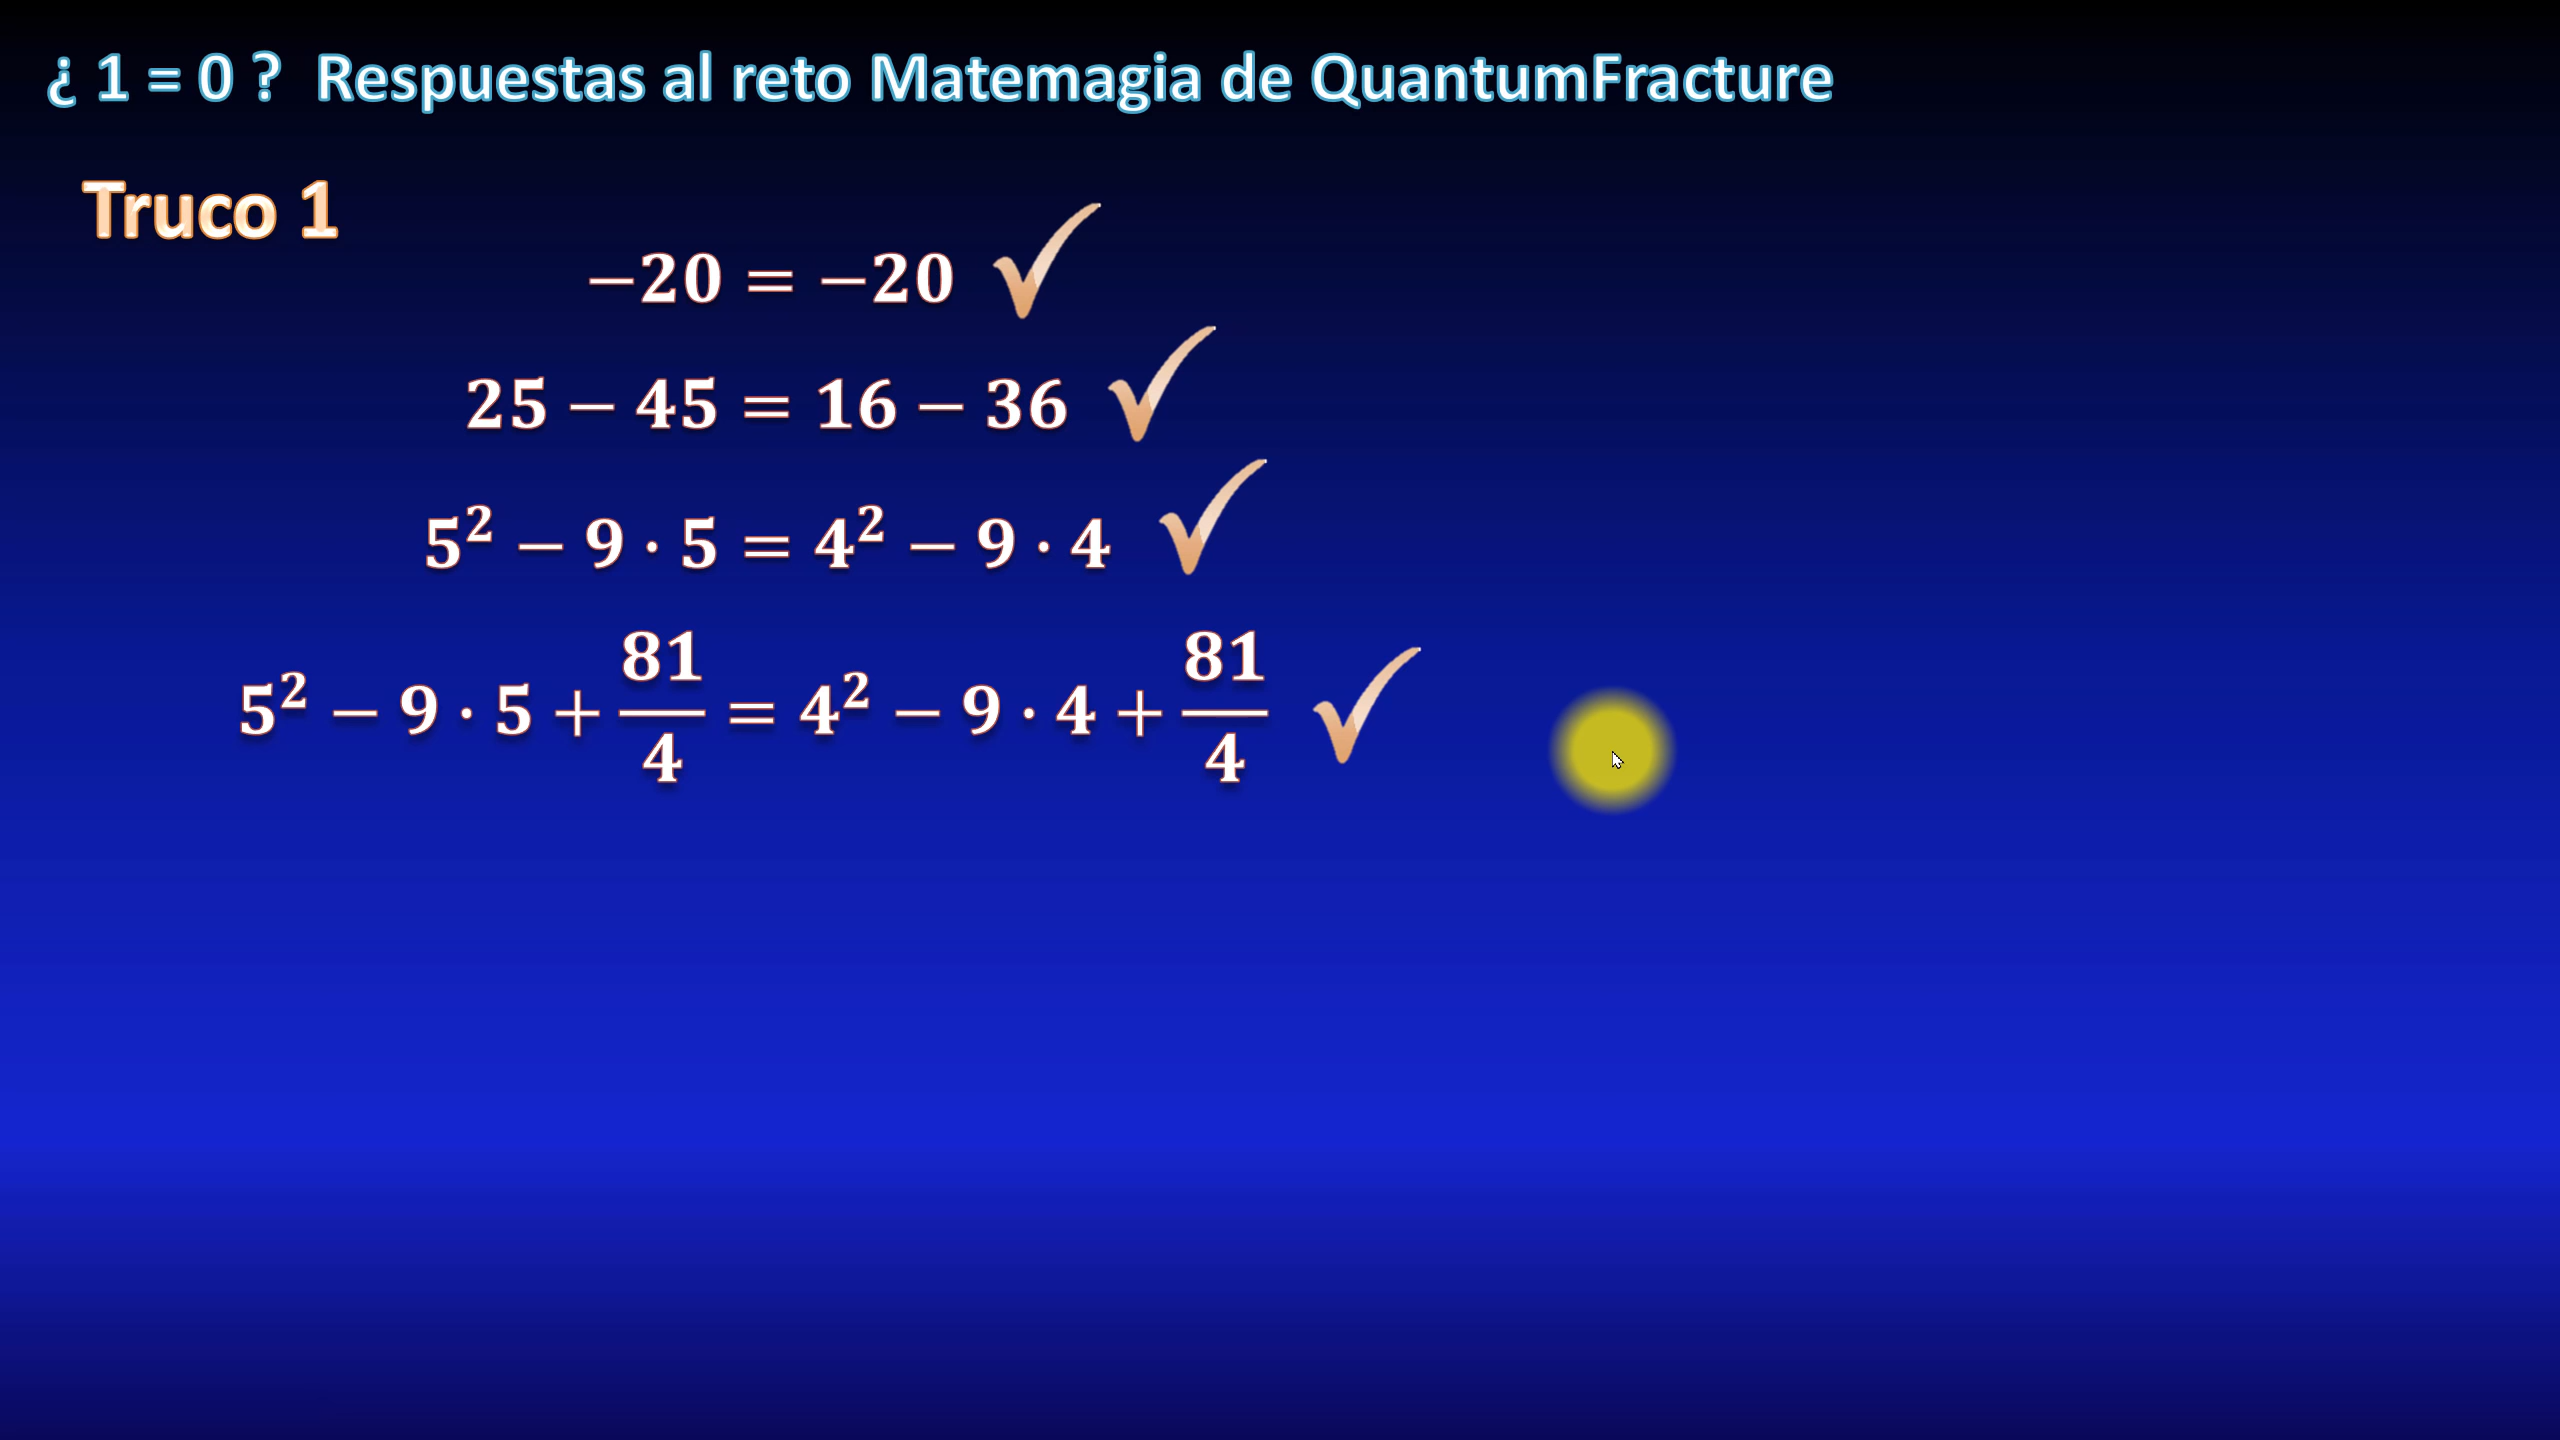 ¿ 1 = 0 ? Respuestas al reto Matemagia de QuantumFracture
Truco 1
−20 = −20
25 − 45 = 16 − 36
5² − 9 · 5 = 4² − 9 · 4
5² − 9 · 5 + 81/4 = 4² − 9 · 4 + 81/4